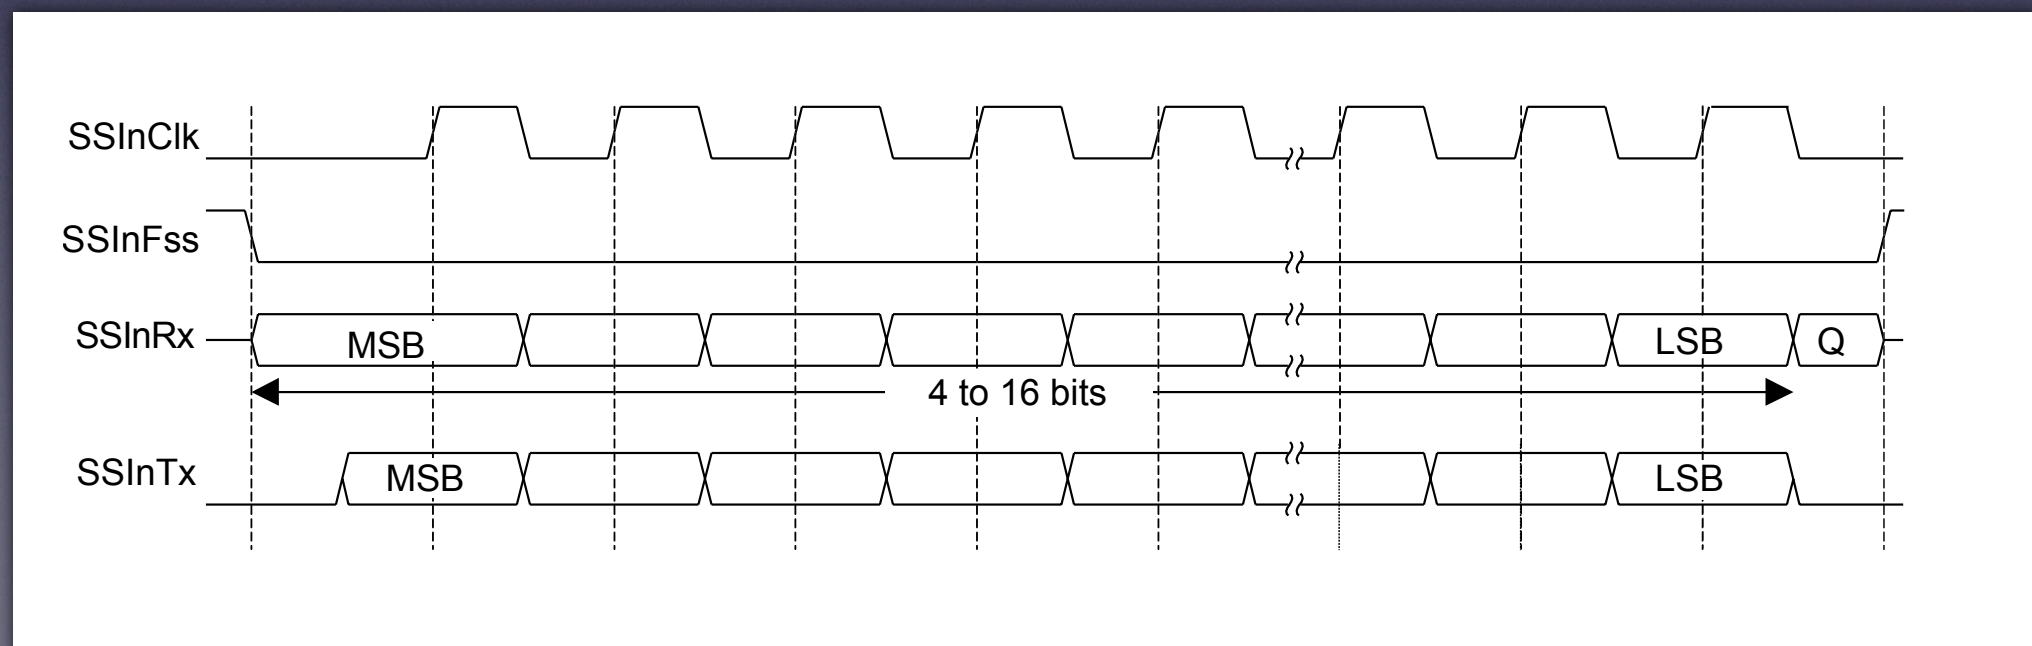 SSInClk
SSInFss
SSInRx
MSB
LSB
Q
4 to 16 bits
SSInTx
MSB
LSB